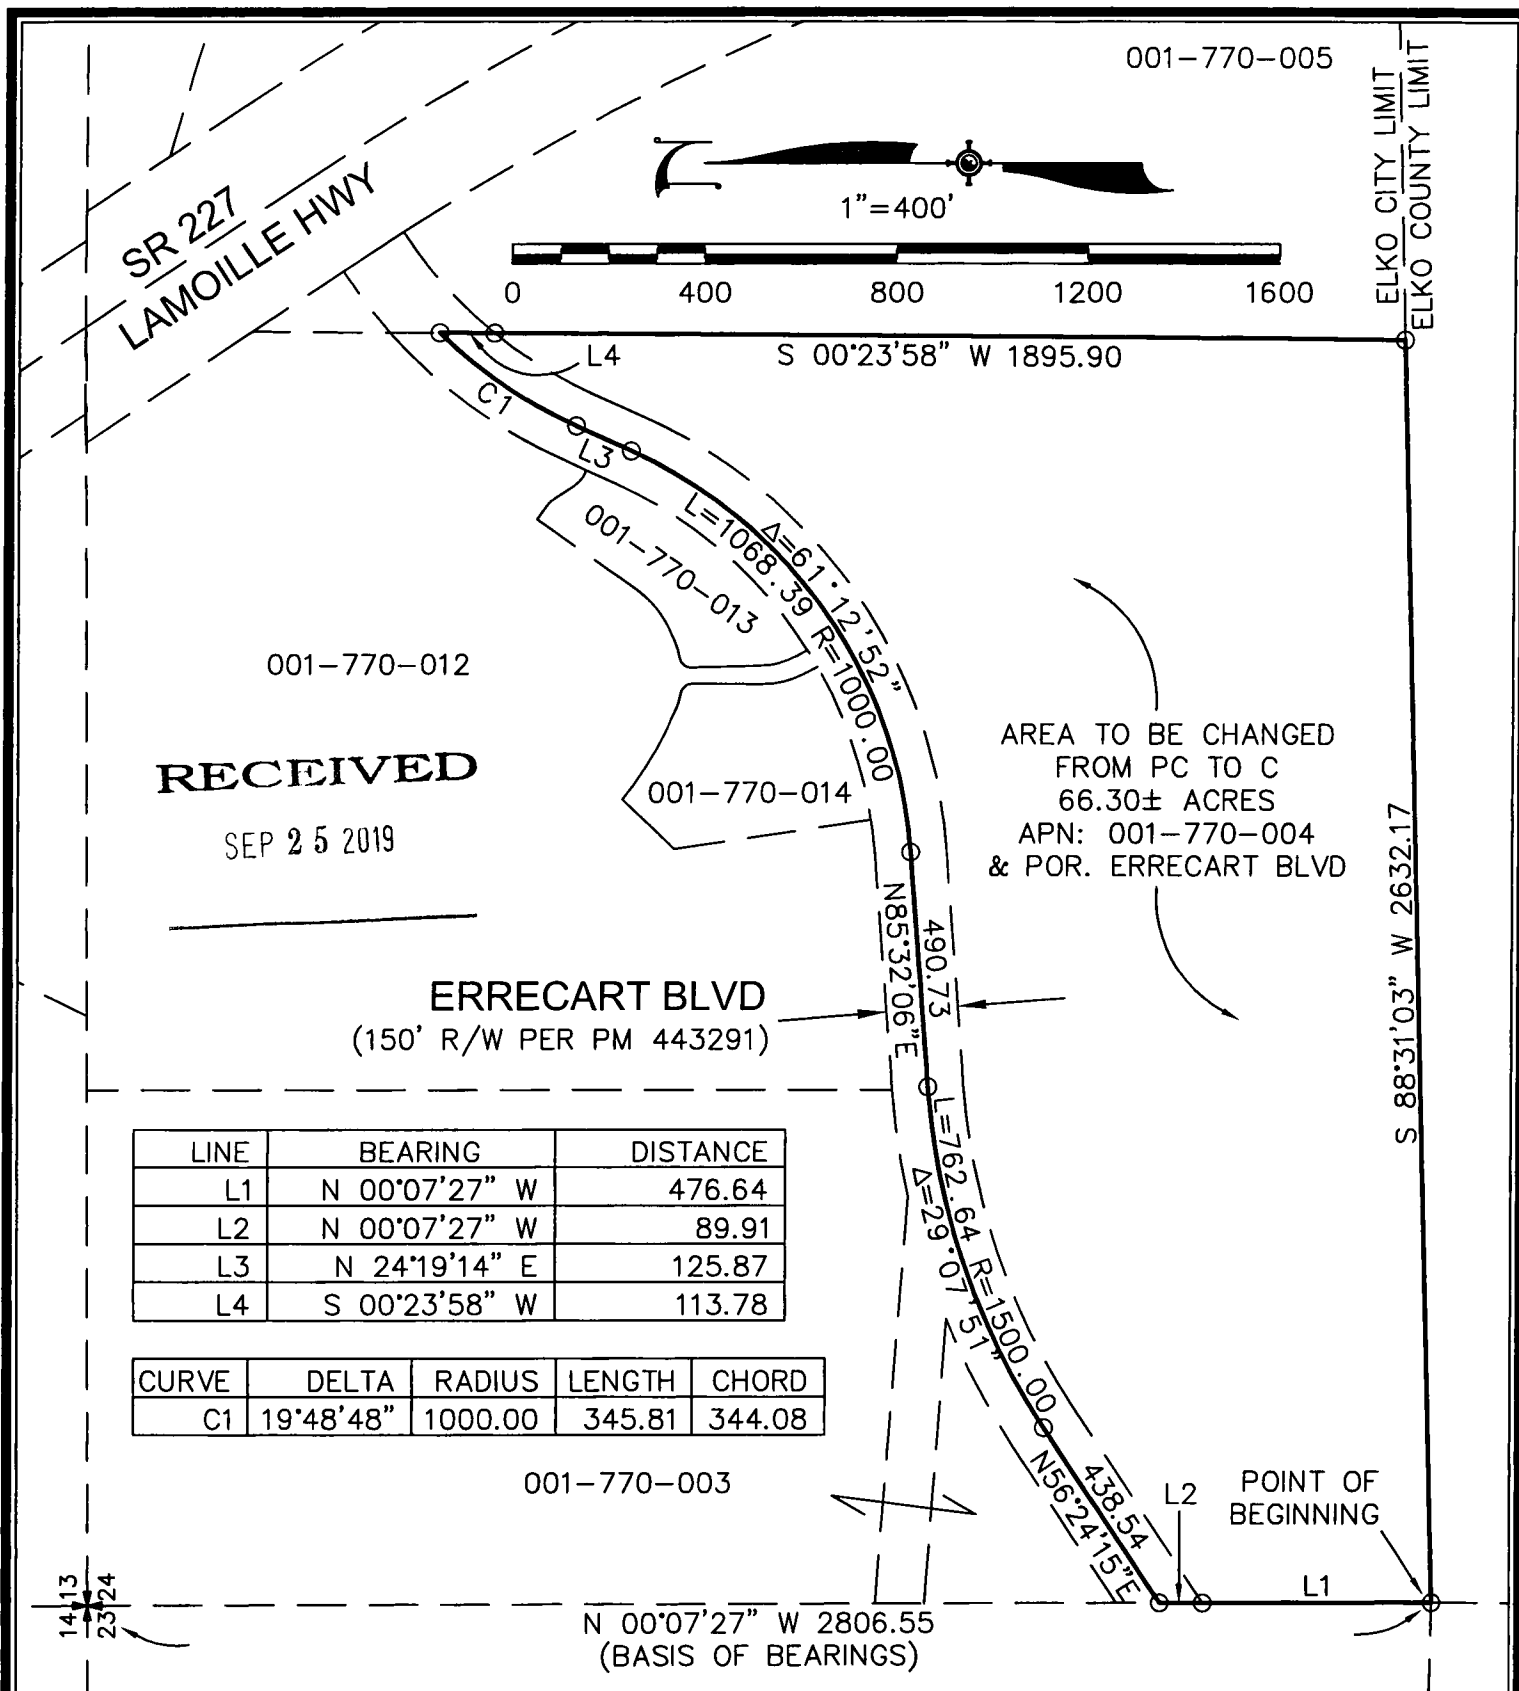 001-770-005
ELKO CITY LIMIT
ELKO COUNTY LIMIT
SR 227
LAMOILLE HWY
1"=400'
0 400 800 1200 1600
L4
S 00°23'58" W 1895.90
C1
L3
L=1068.39 R=1000.00
Δ=61°12'52"
001-770-013
001-770-012
001-770-014
RECEIVED
SEP 25 2019
AREA TO BE CHANGED
FROM PC TO C
66.30± ACRES
APN: 001-770-004
& POR. ERRECART BLVD
S 88°31'03" W 2632.17
N85°32'06"E
490.73
ERRECART BLVD
(150' R/W PER PM 443291)
L=762.64 R=1500.00
Δ=29°07'51"
LINE BEARING DISTANCE
L1 N 00°07'27" W 476.64
L2 N 00°07'27" W 89.91
L3 N 24°19'14" E 125.87
L4 S 00°23'58" W 113.78
CURVE DELTA RADIUS LENGTH CHORD
C1 19°48'48" 1000.00 345.81 344.08
001-770-003
N56°24'15"E
438.54
L2
POINT OF
BEGINNING
L1
14 13
23 24
N 00°07'27" W 2806.55
(BASIS OF BEARINGS)